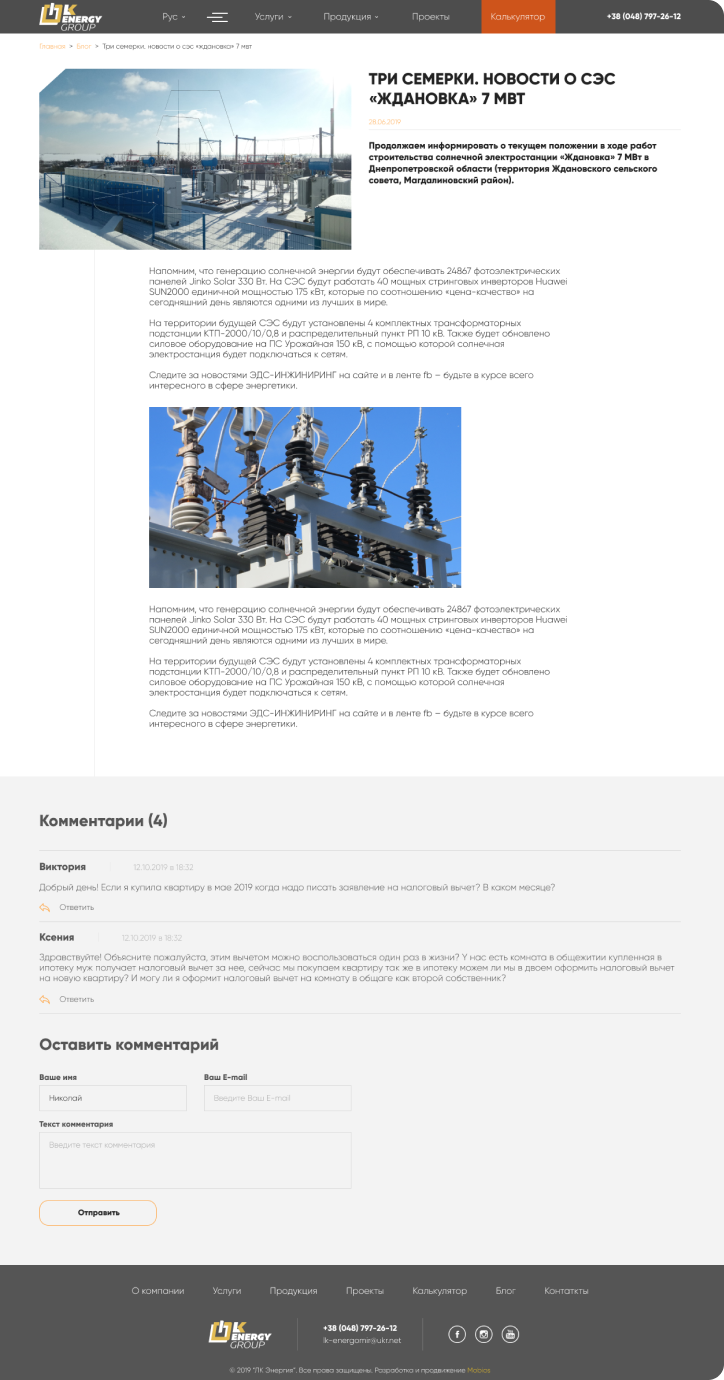 LK
ENERGY
GROUP
Рус
Услуги
Продукция
Проекты
Калькулятор
+38 (048) 797-26-12
Главная > Блог > Три семерки. новости о сэс «ждановка» 7 мвт
ТРИ СЕМЕРКИ. НОВОСТИ О СЭС
«ЖДАНОВКА» 7 МВТ
28.06.2019
Продолжаем информировать о текущем положении в ходе работ
строительства солнечной электростанции «Ждановка» 7 МВт в
Днепропетровской области (территория Ждановского сельского
совета, Магдалиновский район).
Напомним, что генерацию солнечной энергии будут обеспечивать 24867 фотоэлектрических
панелей Jinko Solar 330 Вт. На СЭС будут работать 40 мощных стринговых инверторов Huawei
SUN2000 единичной мощностью 175 кВт, которые по соотношению «цена-качество» на
сегодняшний день являются одними из лучших в мире.
На территории будущей СЭС будут установлены 4 комплектных трансформаторных
подстанции КТП-2000/10/0,8 и распределительный пункт РП 10 кВ. Также будет обновлено
силовое оборудование на ПС Урожайная 150 кВ, с помощью которой солнечная
электростанция будет подключаться к сетям.
Следите за новостями ЭДС-ИНЖИНИРИНГ на сайте и в ленте fb – будьте в курсе всего
интересного в сфере энергетики.
Напомним, что генерацию солнечной энергии будут обеспечивать 24867 фотоэлектрических
панелей Jinko Solar 330 Вт. На СЭС будут работать 40 мощных стринговых инверторов Huawei
SUN2000 единичной мощностью 175 кВт, которые по соотношению «цена-качество» на
сегодняшний день являются одними из лучших в мире.
На территории будущей СЭС будут установлены 4 комплектных трансформаторных
подстанции КТП-2000/10/0,8 и распределительный пункт РП 10 кВ. Также будет обновлено
силовое оборудование на ПС Урожайная 150 кВ, с помощью которой солнечная
электростанция будет подключаться к сетям.
Следите за новостями ЭДС-ИНЖИНИРИНГ на сайте и в ленте fb – будьте в курсе всего
интересного в сфере энергетики.
Комментарии (4)
Виктория
12.10.2019 в 18:32
Добрый день! Если я купила квартиру в мае 2019 когда надо писать заявление на налоговый вычет? В каком месяце?
Ответить
Ксения
12.10.2019 в 18:32
Здравствуйте! Объясните пожалуйста, этим вычетом можно воспользоваться один раз в жизни? У нас есть комната в общежитии купленная в
ипотеку муж получает налоговый вычет за нее, сейчас мы покупаем квартиру так же в ипотеку можем ли мы в двоем оформить налоговый вычет
на новую квартиру? И могу ли я оформит налоговый вычет на комнату в общаге как второй собственник?
Ответить
Оставить комментарий
Ваше имя
Ваш E-mail
Николай
Введите Ваш E-mail
Текст комментария
Введите текст комментария
Отправить
О компании
Услуги
Продукция
Проекты
Калькулятор
Блог
Контаткты
LK
ENERGY
GROUP
+38 (048) 797-26-12
lk-energomir@ukr.net
© 2019 "ЛК Энергия". Все права защищены. Разработка и продвижение Molojas